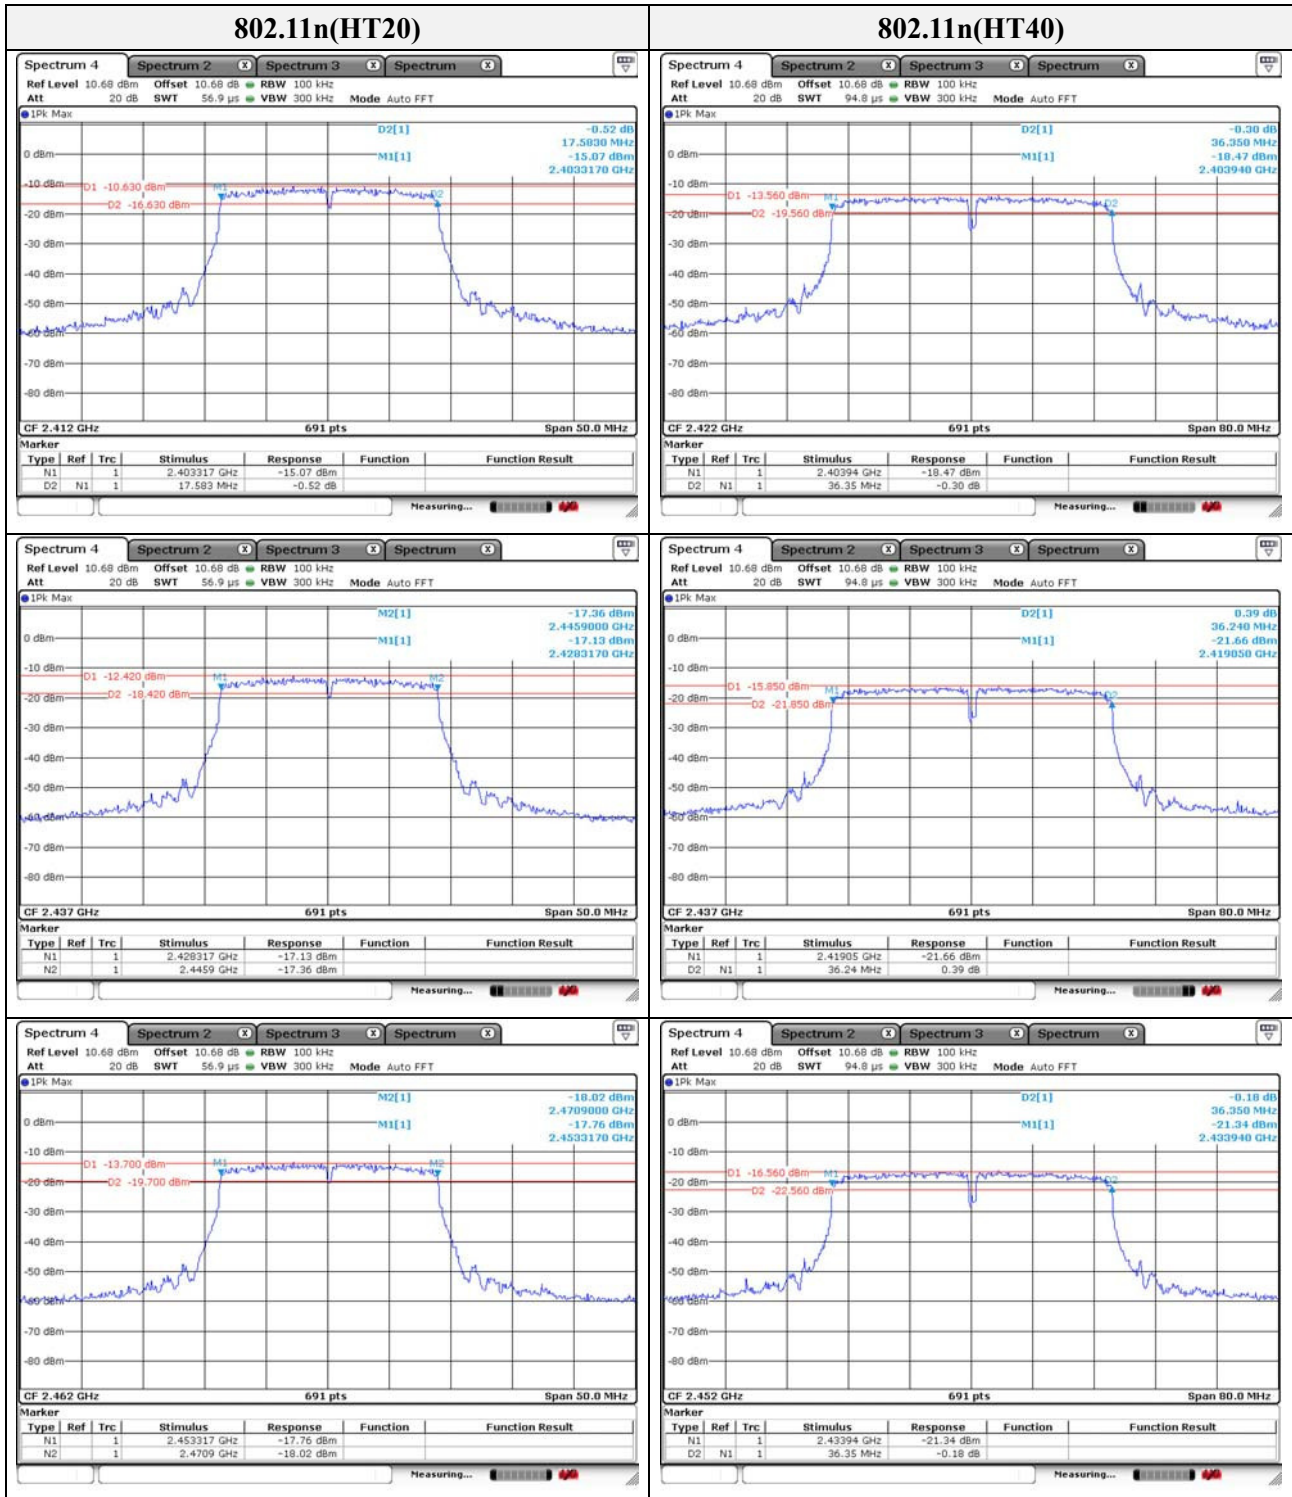 802.11n(HT20) 802.11n(HT40)
Spectrum 4 Spectrum 2 X Spectrum 3 X Spectrum X
Ref Level 10.68 dBm Offset 10.68 dB RBW 100 kHz
Att 20 dB SWT 56.9 µs VBW 300 kHz Mode Auto FFT
1Pk Max
D2[1] -0.52 dB
17.5830 MHz
0 dBm M1[1] -15.07 dBm
2.4033170 GHz
-10 dBm D1 -10.630 dBm M1 D2
-20 dBm D2 -16.630 dBm
-30 dBm
-40 dBm
-50 dBm
-60 dBm
-70 dBm
-80 dBm
CF 2.412 GHz 691 pts Span 50.0 MHz
Marker
Type Ref Trc Stimulus Response Function Function Result
N1 1 2.403317 GHz -15.07 dBm
D2 N1 1 17.583 MHz -0.52 dB
Measuring...
Spectrum 4 Spectrum 2 X Spectrum 3 X Spectrum X
Ref Level 10.68 dBm Offset 10.68 dB RBW 100 kHz
Att 20 dB SWT 94.8 µs VBW 300 kHz Mode Auto FFT
1Pk Max
D2[1] -0.30 dB
36.350 MHz
0 dBm M1[1] -18.47 dBm
2.403940 GHz
-10 dBm D1 -13.560 dBm M1 D2
-20 dBm D2 -19.560 dBm
-30 dBm
-40 dBm
-50 dBm
-60 dBm
-70 dBm
-80 dBm
CF 2.422 GHz 691 pts Span 80.0 MHz
Marker
Type Ref Trc Stimulus Response Function Function Result
N1 1 2.40394 GHz -18.47 dBm
D2 N1 1 36.35 MHz -0.30 dB
Measuring...
Spectrum 4 Spectrum 2 X Spectrum 3 X Spectrum X
Ref Level 10.68 dBm Offset 10.68 dB RBW 100 kHz
Att 20 dB SWT 56.9 µs VBW 300 kHz Mode Auto FFT
1Pk Max
M2[1] -17.36 dBm
2.4459000 GHz
0 dBm M1[1] -17.13 dBm
2.4283170 GHz
-10 dBm D1 -12.420 dBm M1 M2
-20 dBm D2 -18.420 dBm
-30 dBm
-40 dBm
-50 dBm
-60 dBm
-70 dBm
-80 dBm
CF 2.437 GHz 691 pts Span 50.0 MHz
Marker
Type Ref Trc Stimulus Response Function Function Result
N1 1 2.428317 GHz -17.13 dBm
N2 1 2.4459 GHz -17.36 dBm
Measuring...
Spectrum 4 Spectrum 2 X Spectrum 3 X Spectrum X
Ref Level 10.68 dBm Offset 10.68 dB RBW 100 kHz
Att 20 dB SWT 94.8 µs VBW 300 kHz Mode Auto FFT
1Pk Max
D2[1] 0.39 dB
36.240 MHz
0 dBm M1[1] -21.66 dBm
2.419050 GHz
-10 dBm D1 -15.850 dBm M1 D2
-20 dBm D2 -21.850 dBm
-30 dBm
-40 dBm
-50 dBm
-60 dBm
-70 dBm
-80 dBm
CF 2.437 GHz 691 pts Span 80.0 MHz
Marker
Type Ref Trc Stimulus Response Function Function Result
N1 1 2.41905 GHz -21.66 dBm
D2 N1 1 36.24 MHz 0.39 dB
Measuring...
Spectrum 4 Spectrum 2 X Spectrum 3 X Spectrum X
Ref Level 10.68 dBm Offset 10.68 dB RBW 100 kHz
Att 20 dB SWT 56.9 µs VBW 300 kHz Mode Auto FFT
1Pk Max
M2[1] -18.02 dBm
2.4709000 GHz
0 dBm M1[1] -17.76 dBm
2.4533170 GHz
-10 dBm D1 -13.700 dBm M1 M2
-20 dBm D2 -19.700 dBm
-30 dBm
-40 dBm
-50 dBm
-60 dBm
-70 dBm
-80 dBm
CF 2.462 GHz 691 pts Span 50.0 MHz
Marker
Type Ref Trc Stimulus Response Function Function Result
N1 1 2.453317 GHz -17.76 dBm
N2 1 2.4709 GHz -18.02 dBm
Measuring...
Spectrum 4 Spectrum 2 X Spectrum 3 X Spectrum X
Ref Level 10.68 dBm Offset 10.68 dB RBW 100 kHz
Att 20 dB SWT 94.8 µs VBW 300 kHz Mode Auto FFT
1Pk Max
D2[1] -0.18 dB
36.350 MHz
0 dBm M1[1] -21.34 dBm
2.433940 GHz
-10 dBm D1 -16.560 dBm M1 D2
-20 dBm D2 -22.560 dBm
-30 dBm
-40 dBm
-50 dBm
-60 dBm
-70 dBm
-80 dBm
CF 2.452 GHz 691 pts Span 80.0 MHz
Marker
Type Ref Trc Stimulus Response Function Function Result
N1 1 2.43394 GHz -21.34 dBm
D2 N1 1 36.35 MHz -0.18 dB
Measuring...